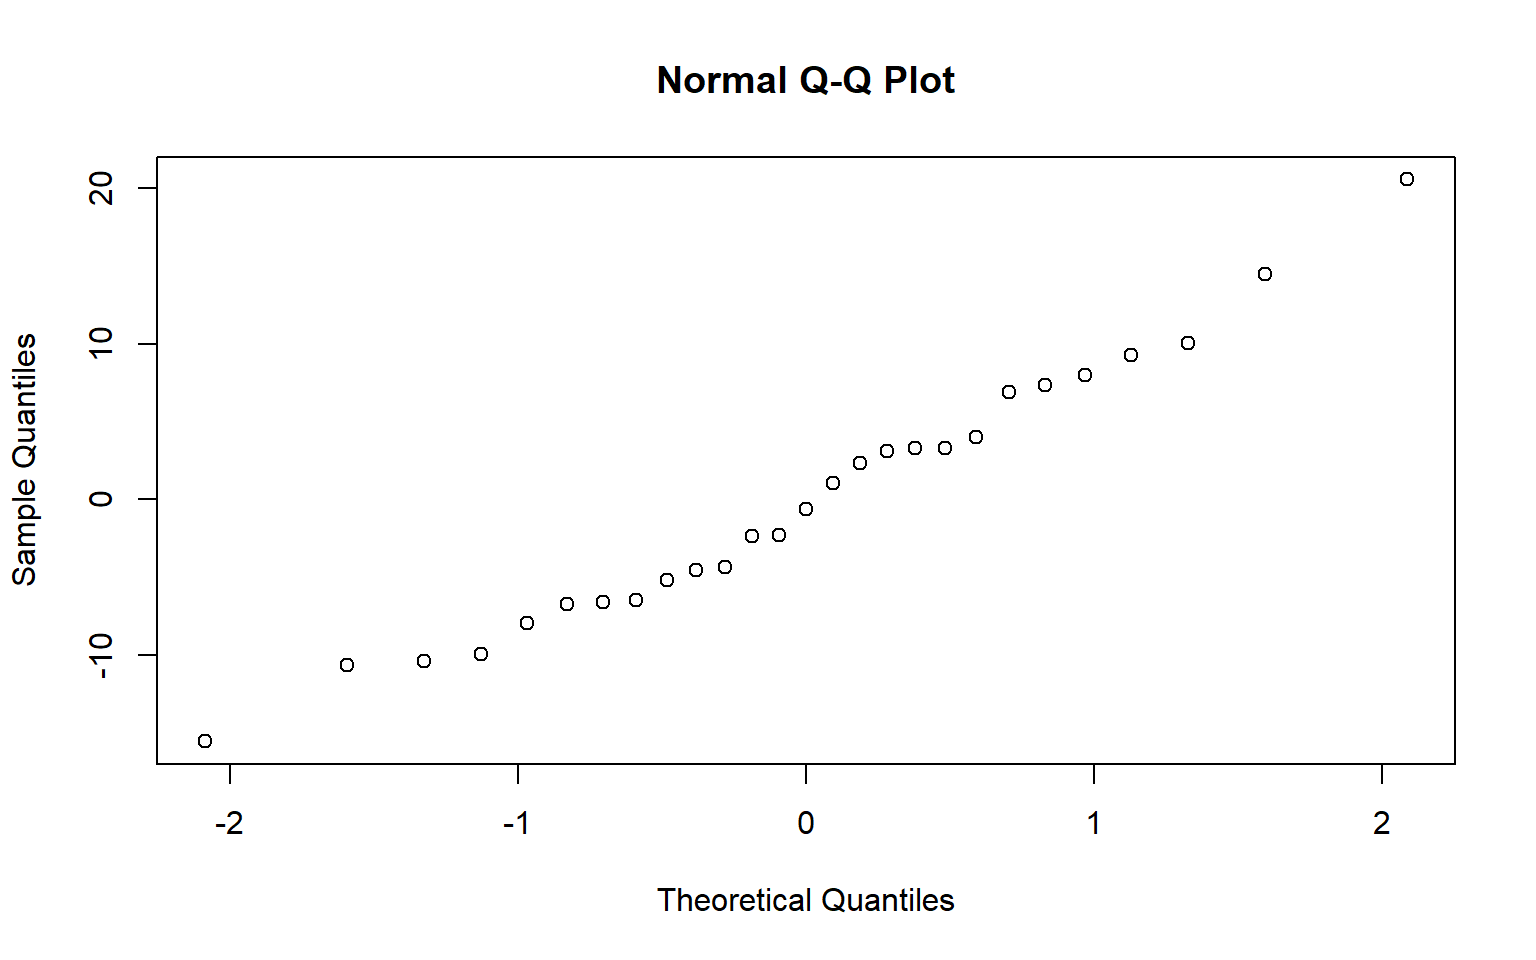 Normal Q-Q Plot
Sample Quantiles
20
10
0
-10
-2 -1 0 1 2
Theoretical Quantiles